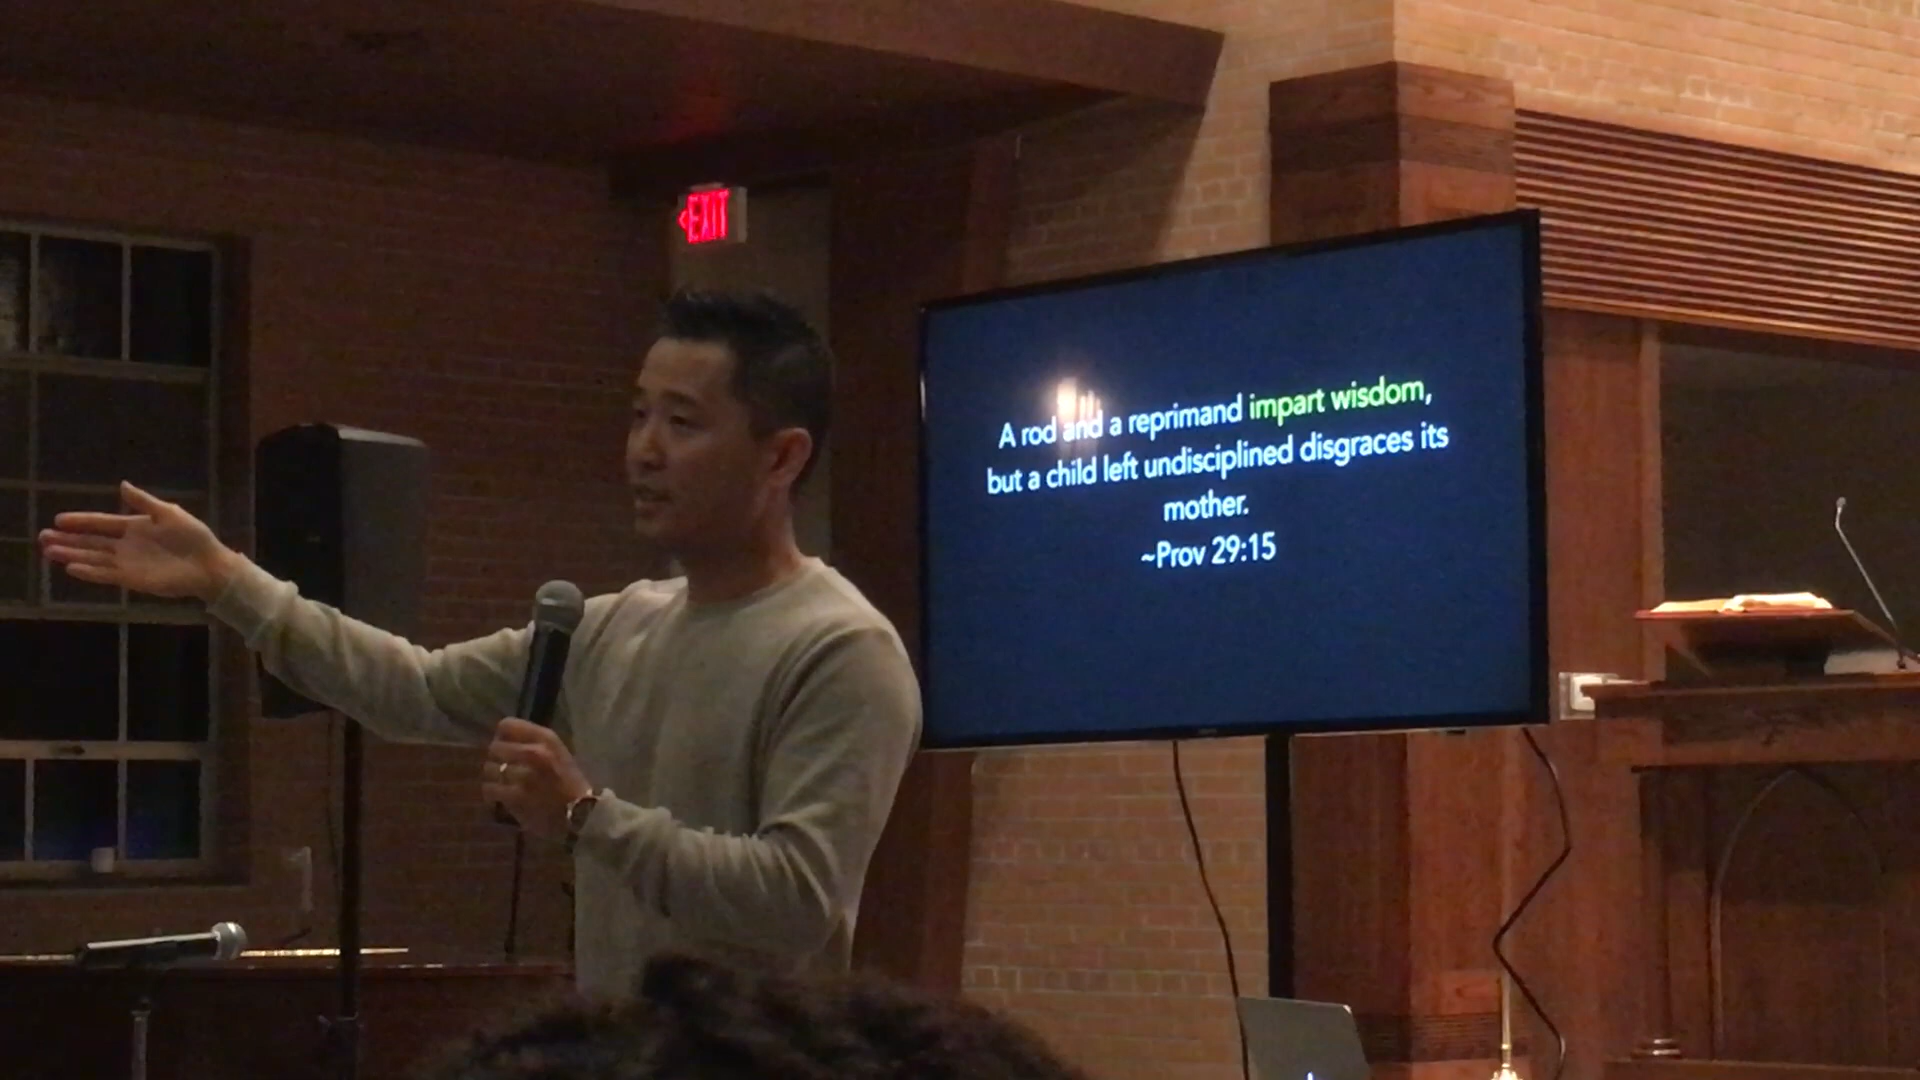 EXIT
A rod and a reprimand impart wisdom,
but a child left undisciplined disgraces its
mother.
~Prov 29:15